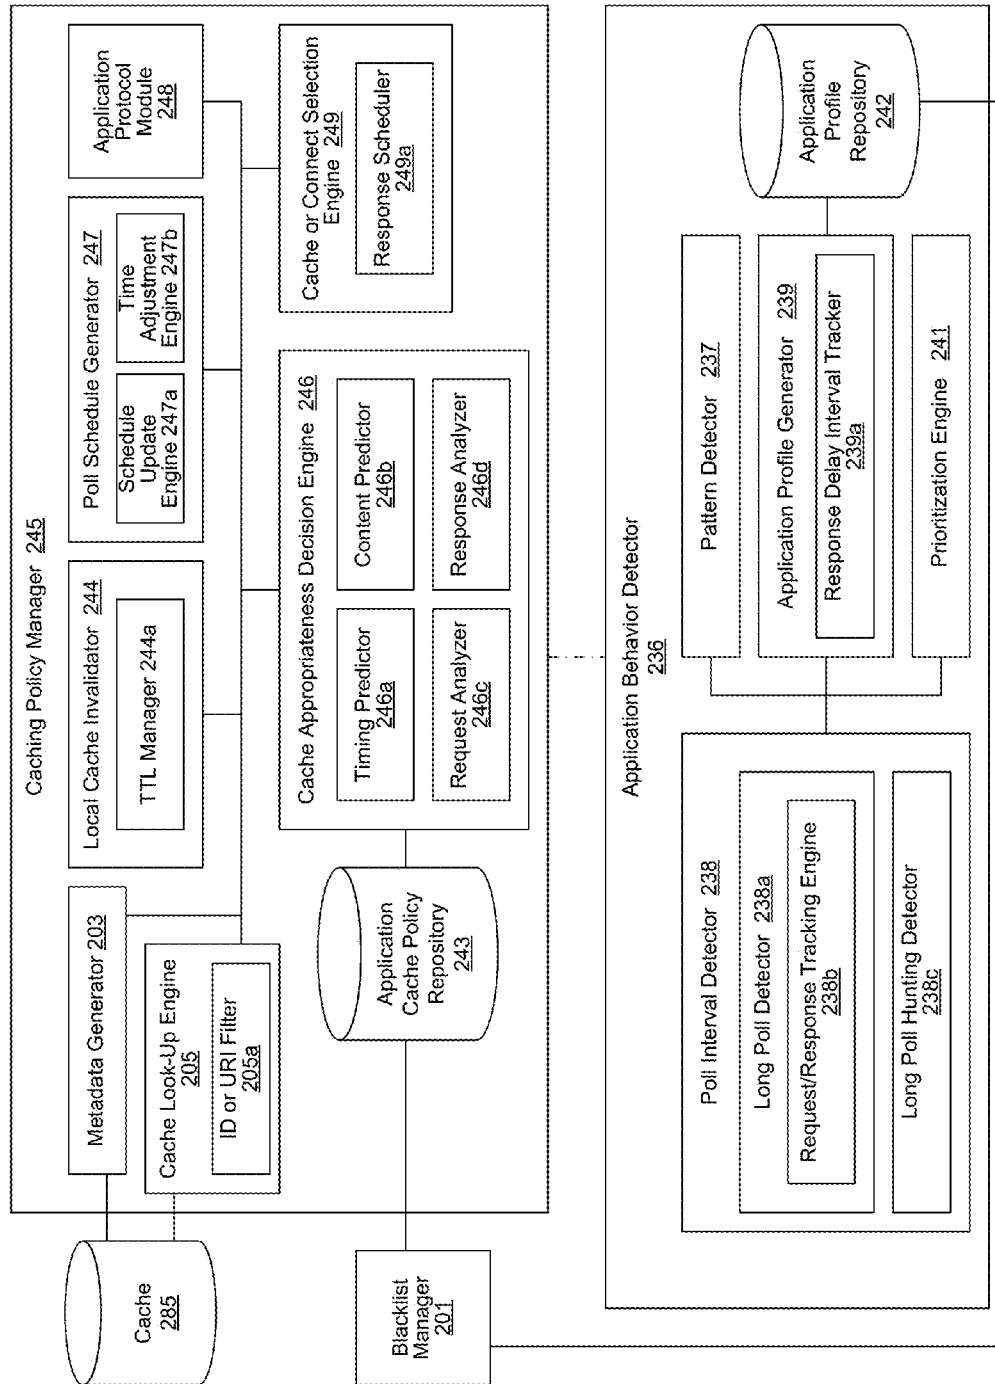 Caching Policy Manager 245
Cache
285
Metadata Generator 203
Cache Look-Up Engine
205
ID or URI Filter
205a
Local Cache Invalidator 244
TTL Manager 244a
Poll Schedule Generator 247
Schedule
Update
Engine 247a
Time
Adjustment
Engine 247b
Application
Protocol
Module
248
Blacklist
Manager
201
Application
Cache Policy
Repository
243
Cache Appropriateness Decision Engine 246
Timing Predictor
246a
Content Predictor
246b
Request Analyzer
246c
Response Analyzer
246d
Cache or Connect Selection
Engine 249
Response Scheduler
249a
Application Behavior Detector
236
Poll Interval Detector 238
Long Poll Detector 238a
Request/Response Tracking Engine
238b
Long Poll Hunting Detector
238c
Pattern Detector 237
Application Profile Generator 239
Response Delay Interval Tracker
239a
Prioritization Engine 241
Application
Profile
Repository
242